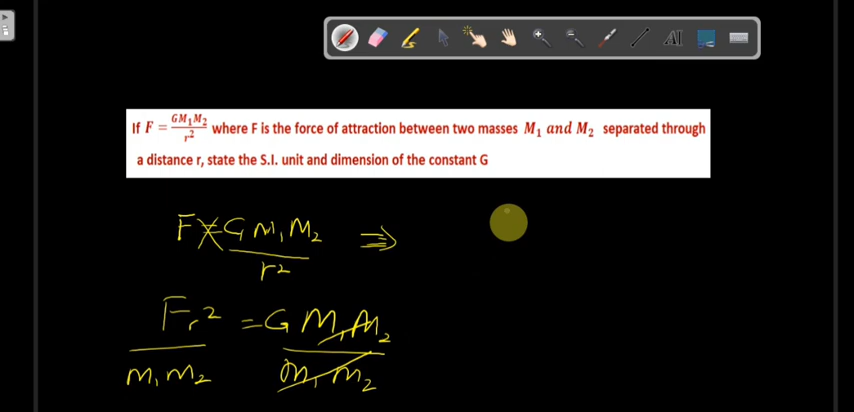 AI
If F = GM₁M₂/r² where F is the force of attraction between two masses M₁ and M₂ separated through
a distance r, state the S.I. unit and dimension of the constant G
F = GM₁M₂/r² ⇒
Fr²/M₁M₂ = GM₁M₂/M₁M₂